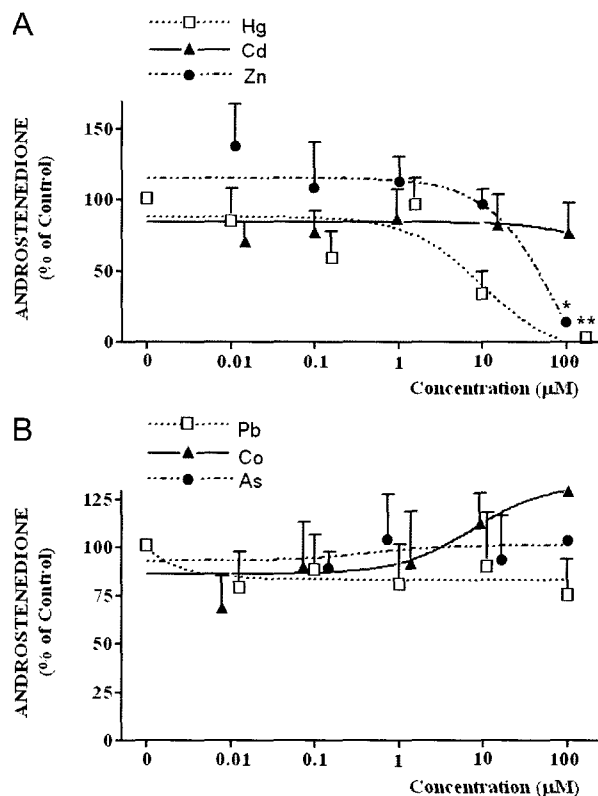 A
Hg
Cd
Zn
ANDROSTENEDIONE
(% of Control)
150
100
50
0
*
**
0 0.01 0.1 1 10 100
Concentration (μM)
B
Pb
Co
As
ANDROSTENEDIONE
(% of Control)
125
100
75
50
25
0
0 0.01 0.1 1 10 100
Concentration (μM)